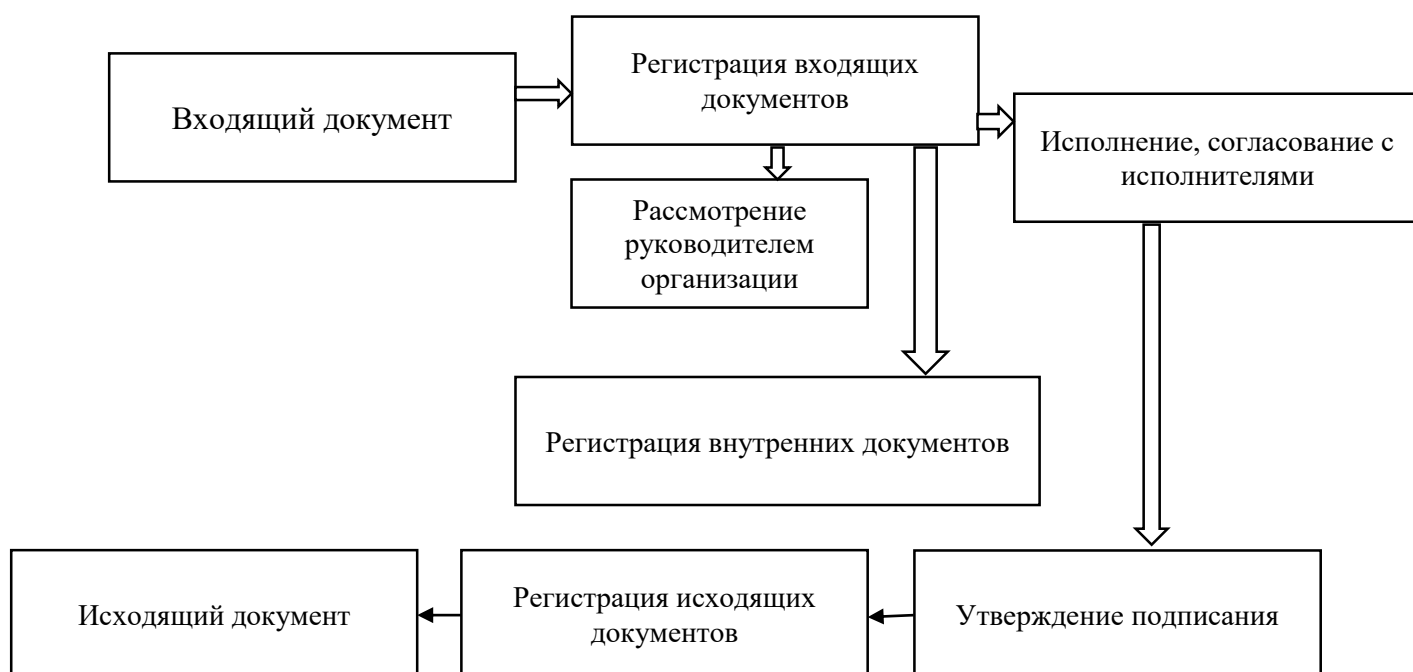 Регистрация входящих
документов
Входящий документ
Исполнение, согласование с
исполнителями
Рассмотрение
руководителем
организации
Регистрация внутренних документов
Исходящий документ
Регистрация исходящих
документов
Утверждение подписания